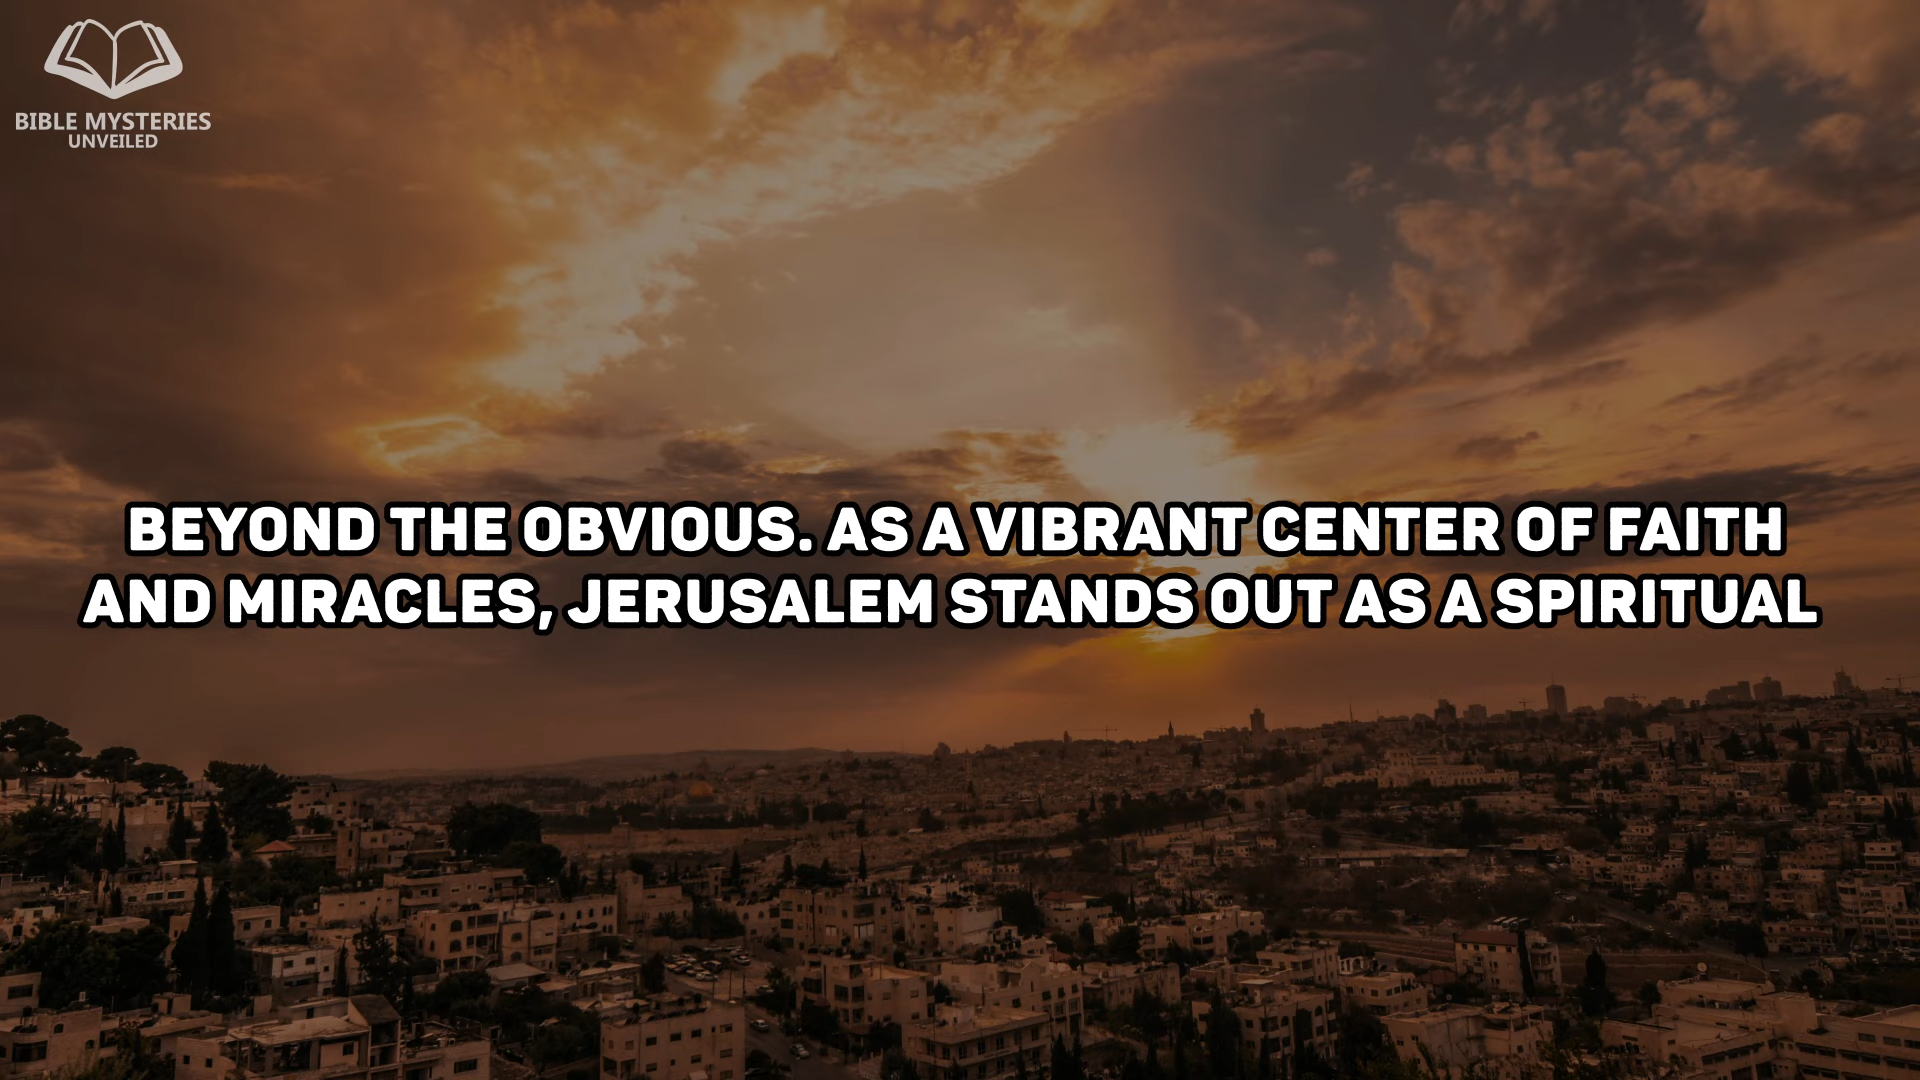 BIBLE MYSTERIES
UNVEILED
BEYOND THE OBVIOUS. AS A VIBRANT CENTER OF FAITH
AND MIRACLES, JERUSALEM STANDS OUT AS A SPIRITUAL